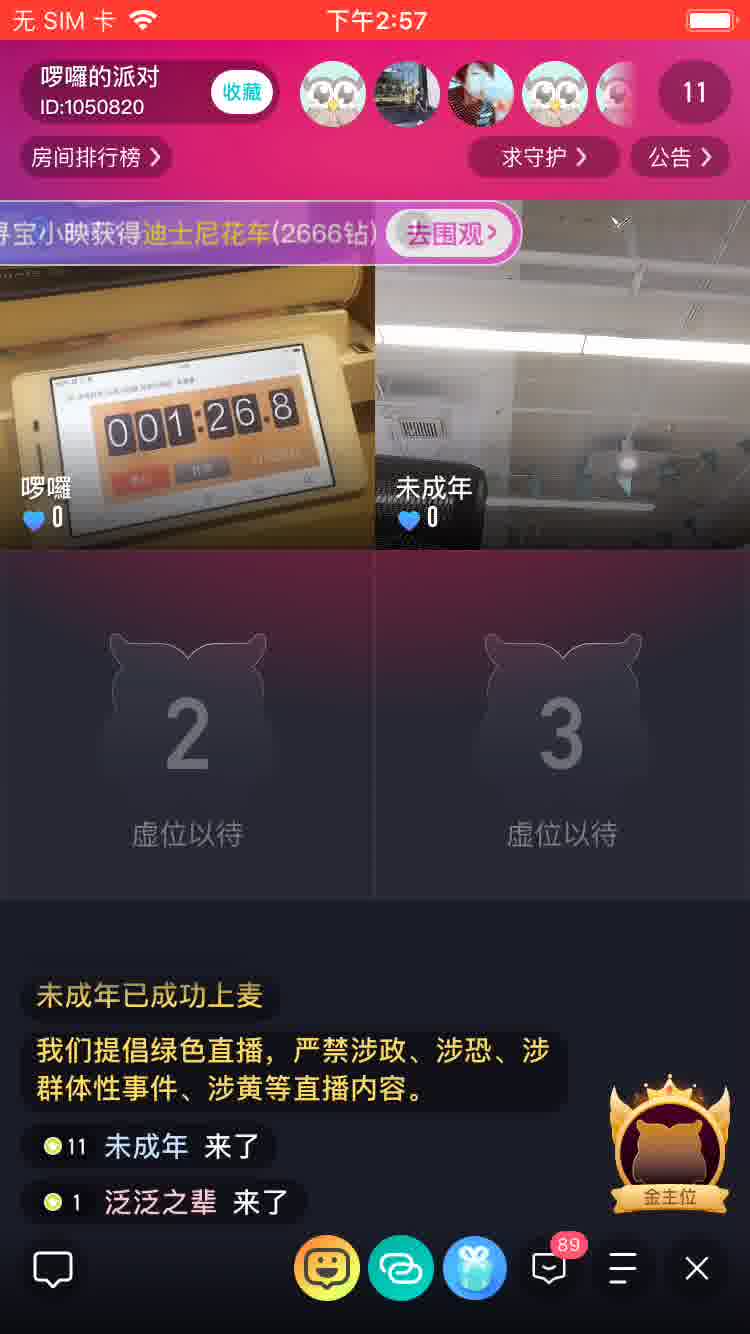 无 SIM 卡
下午2:57
啰囉的派对
ID:1050820
收藏
11
房间排行榜
求守护
公告
寻宝小映获得迪士尼花车(2666钻)
去围观
001:26.8
啰囉
0
未成年
0
2
虚位以待
3
虚位以待
未成年已成功上麦
我们提倡绿色直播，严禁涉政、涉恐、涉
群体性事件、涉黄等直播内容。
11 未成年 来了
1 泛泛之辈 来了
金主位
89